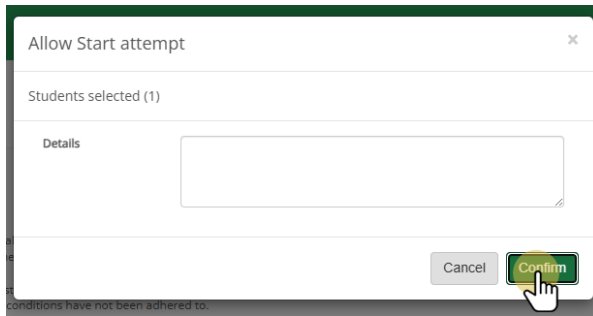 Allow Start attempt
×
Students selected (1)
Details
Cancel
Confirm
conditions have not been adhered to.